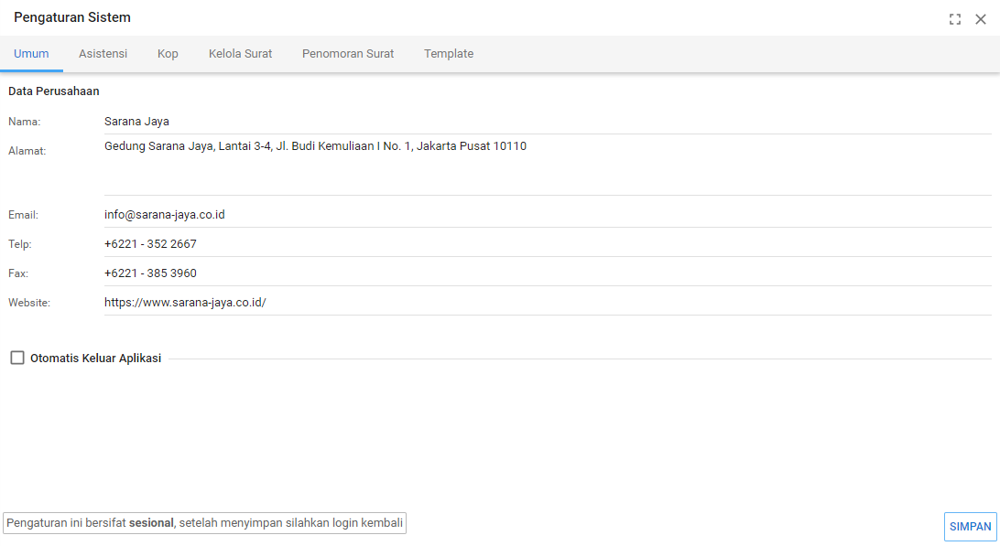 Pengaturan Sistem
Umum Asistensi Kop Kelola Surat Penomoran Surat Template
Data Perusahaan
Nama: Sarana Jaya
Alamat: Gedung Sarana Jaya, Lantai 3-4, Jl. Budi Kemuliaan I No. 1, Jakarta Pusat 10110
Email: info@sarana-jaya.co.id
Telp: +6221 - 352 2667
Fax: +6221 - 385 3960
Website: https://www.sarana-jaya.co.id/
Otomatis Keluar Aplikasi
Pengaturan ini bersifat sesional, setelah menyimpan silahkan login kembali
SIMPAN